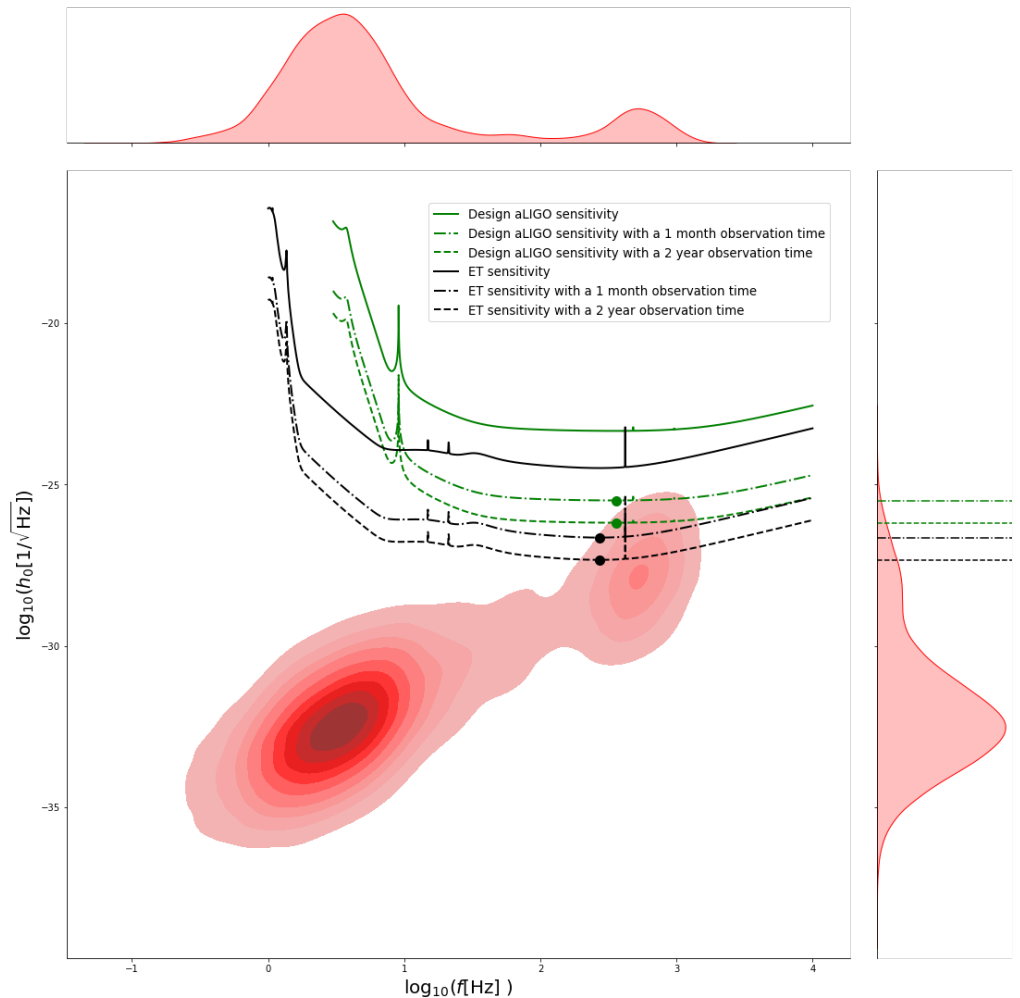 Design aLIGO sensitivity
Design aLIGO sensitivity with a 1 month observation time
Design aLIGO sensitivity with a 2 year observation time
ET sensitivity
ET sensitivity with a 1 month observation time
ET sensitivity with a 2 year observation time
−20
−25
−30
−35
log₁₀(h₀[1/√Hz])
−1 0 1 2 3 4
log₁₀(f[Hz] )